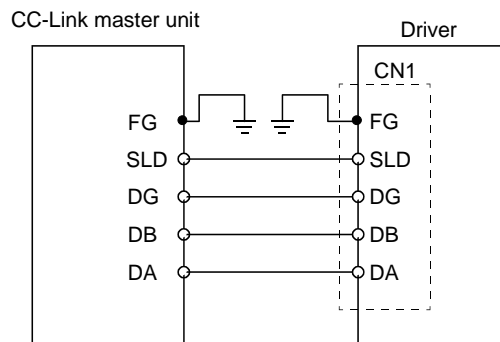 CC-Link master unit
Driver
CN1
FG
FG
SLD
SLD
DG
DG
DB
DB
DA
DA